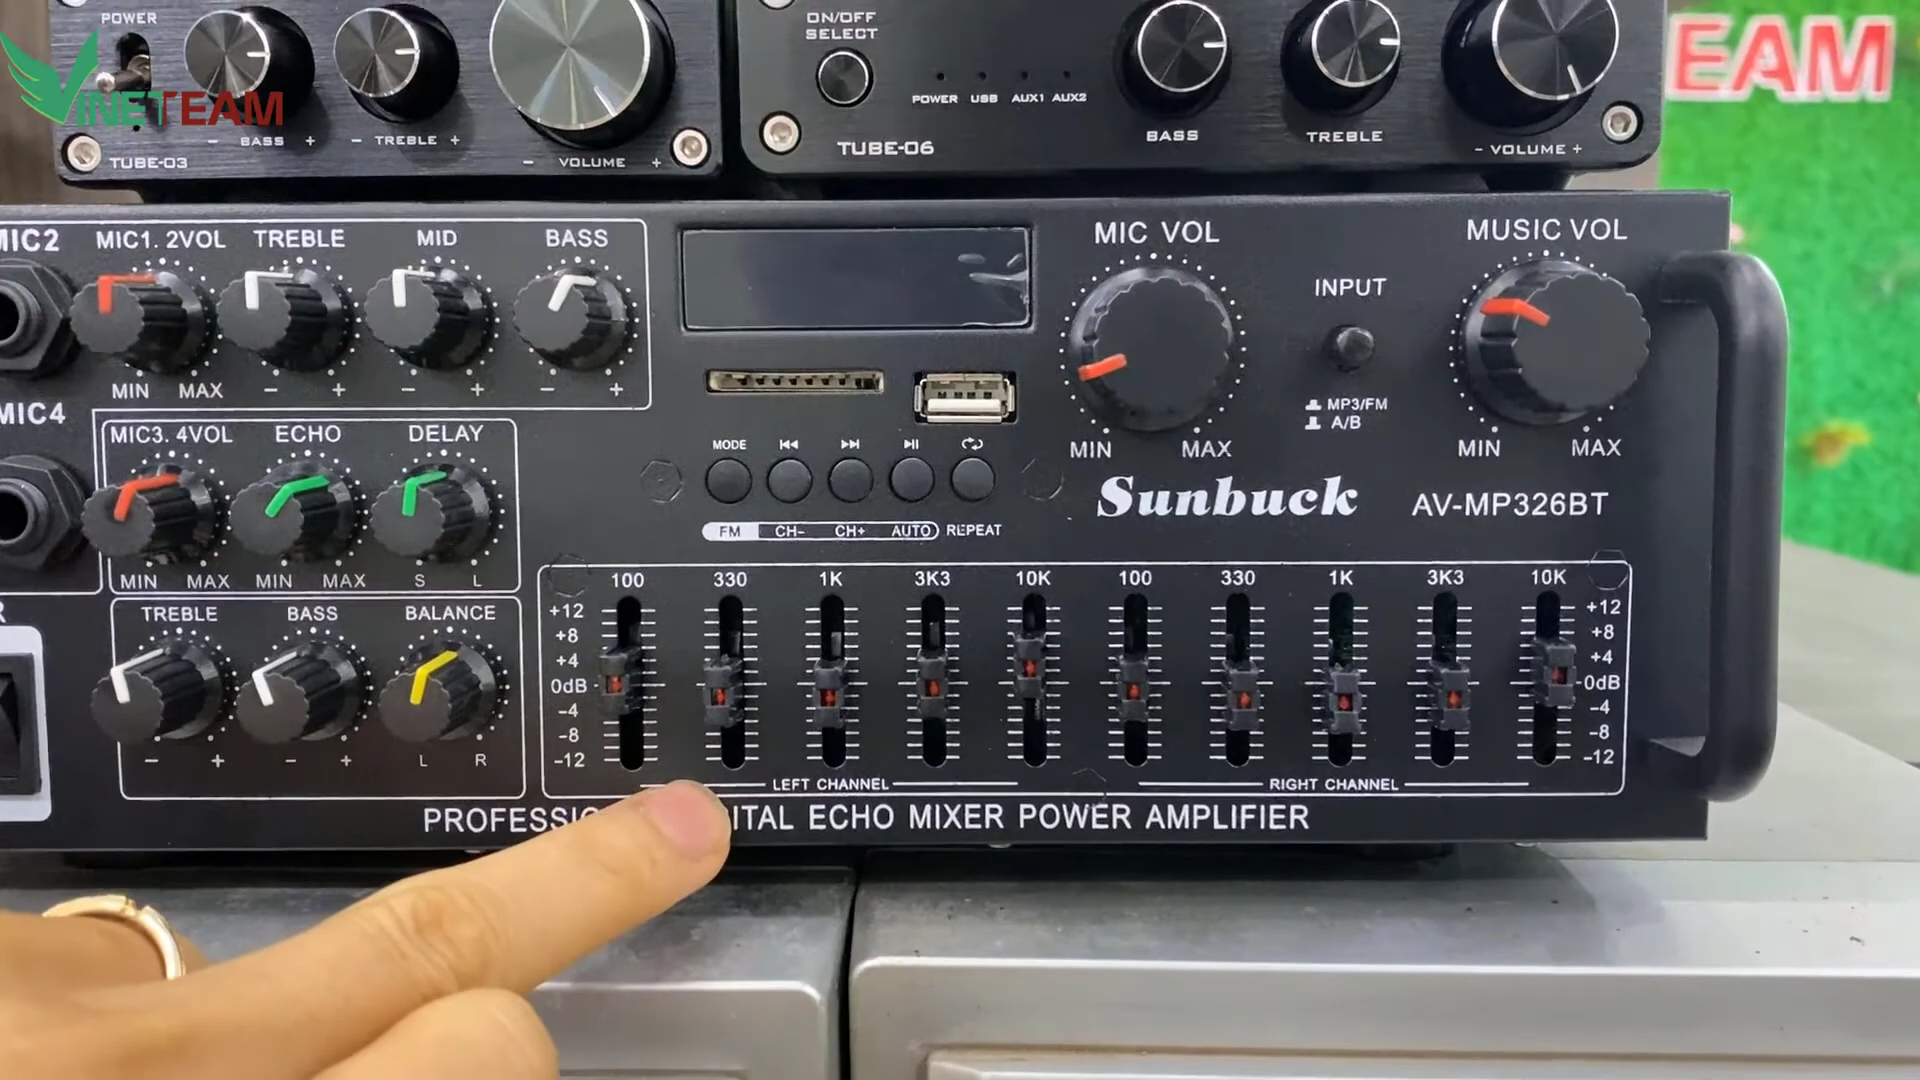 POWER
VINETEAM
- BASS +
- TREBLE +
- VOLUME +
TUBE-03
ON/OFF
SELECT
POWER USB AUX1 AUX2
BASS
TREBLE
- VOLUME +
TUBE-06
EAM
MIC2
MIC1. 2VOL
TREBLE
MID
BASS
MIN MAX
- +
- +
- +
MIC4
MIC3. 4VOL
ECHO
DELAY
MIN MAX
MIN MAX
S L
TREBLE
BASS
BALANCE
- +
- +
L R
MODE
FM CH- CH+ AUTO REPEAT
MIC VOL
MIN MAX
INPUT
MP3/FM
A/B
MUSIC VOL
MIN MAX
Sunbuck AV-MP326BT
100 330 1K 3K3 10K 100 330 1K 3K3 10K
+12 +12
+8 +8
+4 +4
0dB 0dB
-4 -4
-8 -8
-12 -12
LEFT CHANNEL RIGHT CHANNEL
PROFESSI ITAL ECHO MIXER POWER AMPLIFIER